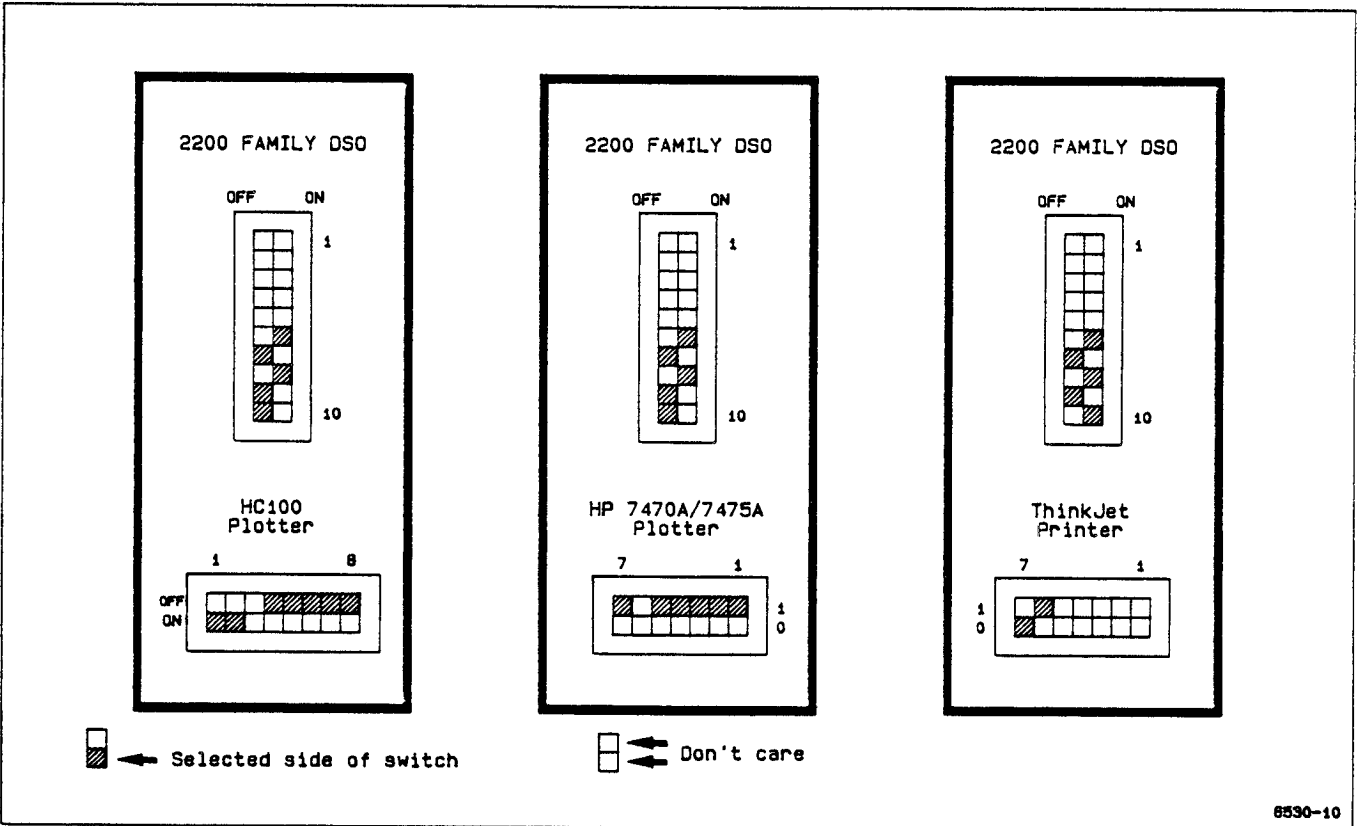 2200 FAMILY DSO
OFF ON
1
10
HC100
Plotter
1 8
OFF
ON
2200 FAMILY DSO
OFF ON
1
10
HP 7470A/7475A
Plotter
7 1
1
0
2200 FAMILY DSO
OFF ON
1
10
ThinkJet
Printer
7 1
1
0
Selected side of switch
Don't care
6530-10